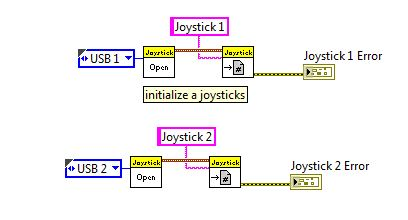 Joystick 1
Joystick 1 Error
USB 1
Joystick
Open
Joystick
#
initialize a joysticks
Joystick 2
Joystick 2 Error
USB 2
Joystick
Open
Joystick
#